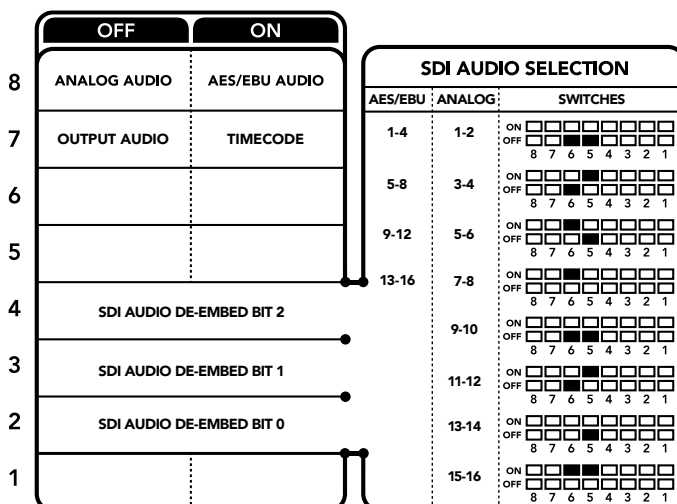 OFF ON
8 ANALOG AUDIO AES/EBU AUDIO
7 OUTPUT AUDIO TIMECODE
6
5
4 SDI AUDIO DE-EMBED BIT 2
3 SDI AUDIO DE-EMBED BIT 1
2 SDI AUDIO DE-EMBED BIT 0
1
SDI AUDIO SELECTION
AES/EBU ANALOG SWITCHES
1-4 1-2
ON
OFF
8 7 6 5 4 3 2 1
5-8 3-4
ON
OFF
8 7 6 5 4 3 2 1
9-12 5-6
ON
OFF
8 7 6 5 4 3 2 1
13-16 7-8
ON
OFF
8 7 6 5 4 3 2 1
9-10
ON
OFF
8 7 6 5 4 3 2 1
11-12
ON
OFF
8 7 6 5 4 3 2 1
13-14
ON
OFF
8 7 6 5 4 3 2 1
15-16
ON
OFF
8 7 6 5 4 3 2 1